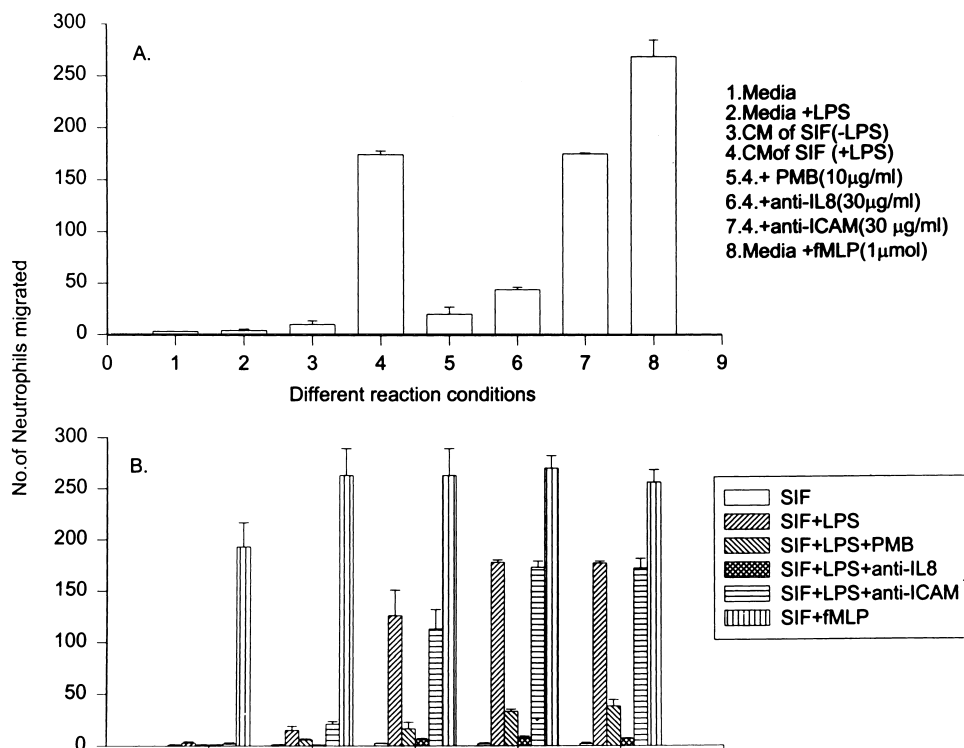 No.of Neutrophils migrated
A.
300
250
200
150
100
50
0
0 1 2 3 4 5 6 7 8 9
Different reaction conditions
1.Media
2.Media +LPS
3.CM of SIF(-LPS)
4.CMof SIF (+LPS)
5.4.+ PMB(10μg/ml)
6.4.+anti-IL8(30μg/ml)
7.4.+anti-ICAM(30 μg/ml)
8.Media +fMLP(1μmol)
B.
300
250
200
150
100
50
0
SIF
SIF+LPS
SIF+LPS+PMB
SIF+LPS+anti-IL8
SIF+LPS+anti-ICAM
SIF+fMLP